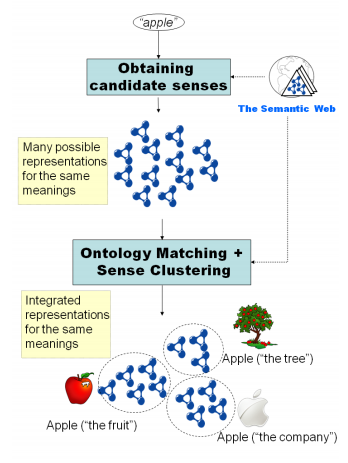 "apple"
Obtaining
candidate senses
The Semantic Web
Many possible
representations
for the same
meanings
Ontology Matching +
Sense Clustering
Integrated
representations
for the same
meanings
Apple ("the tree")
Apple ("the fruit")
Apple ("the company")